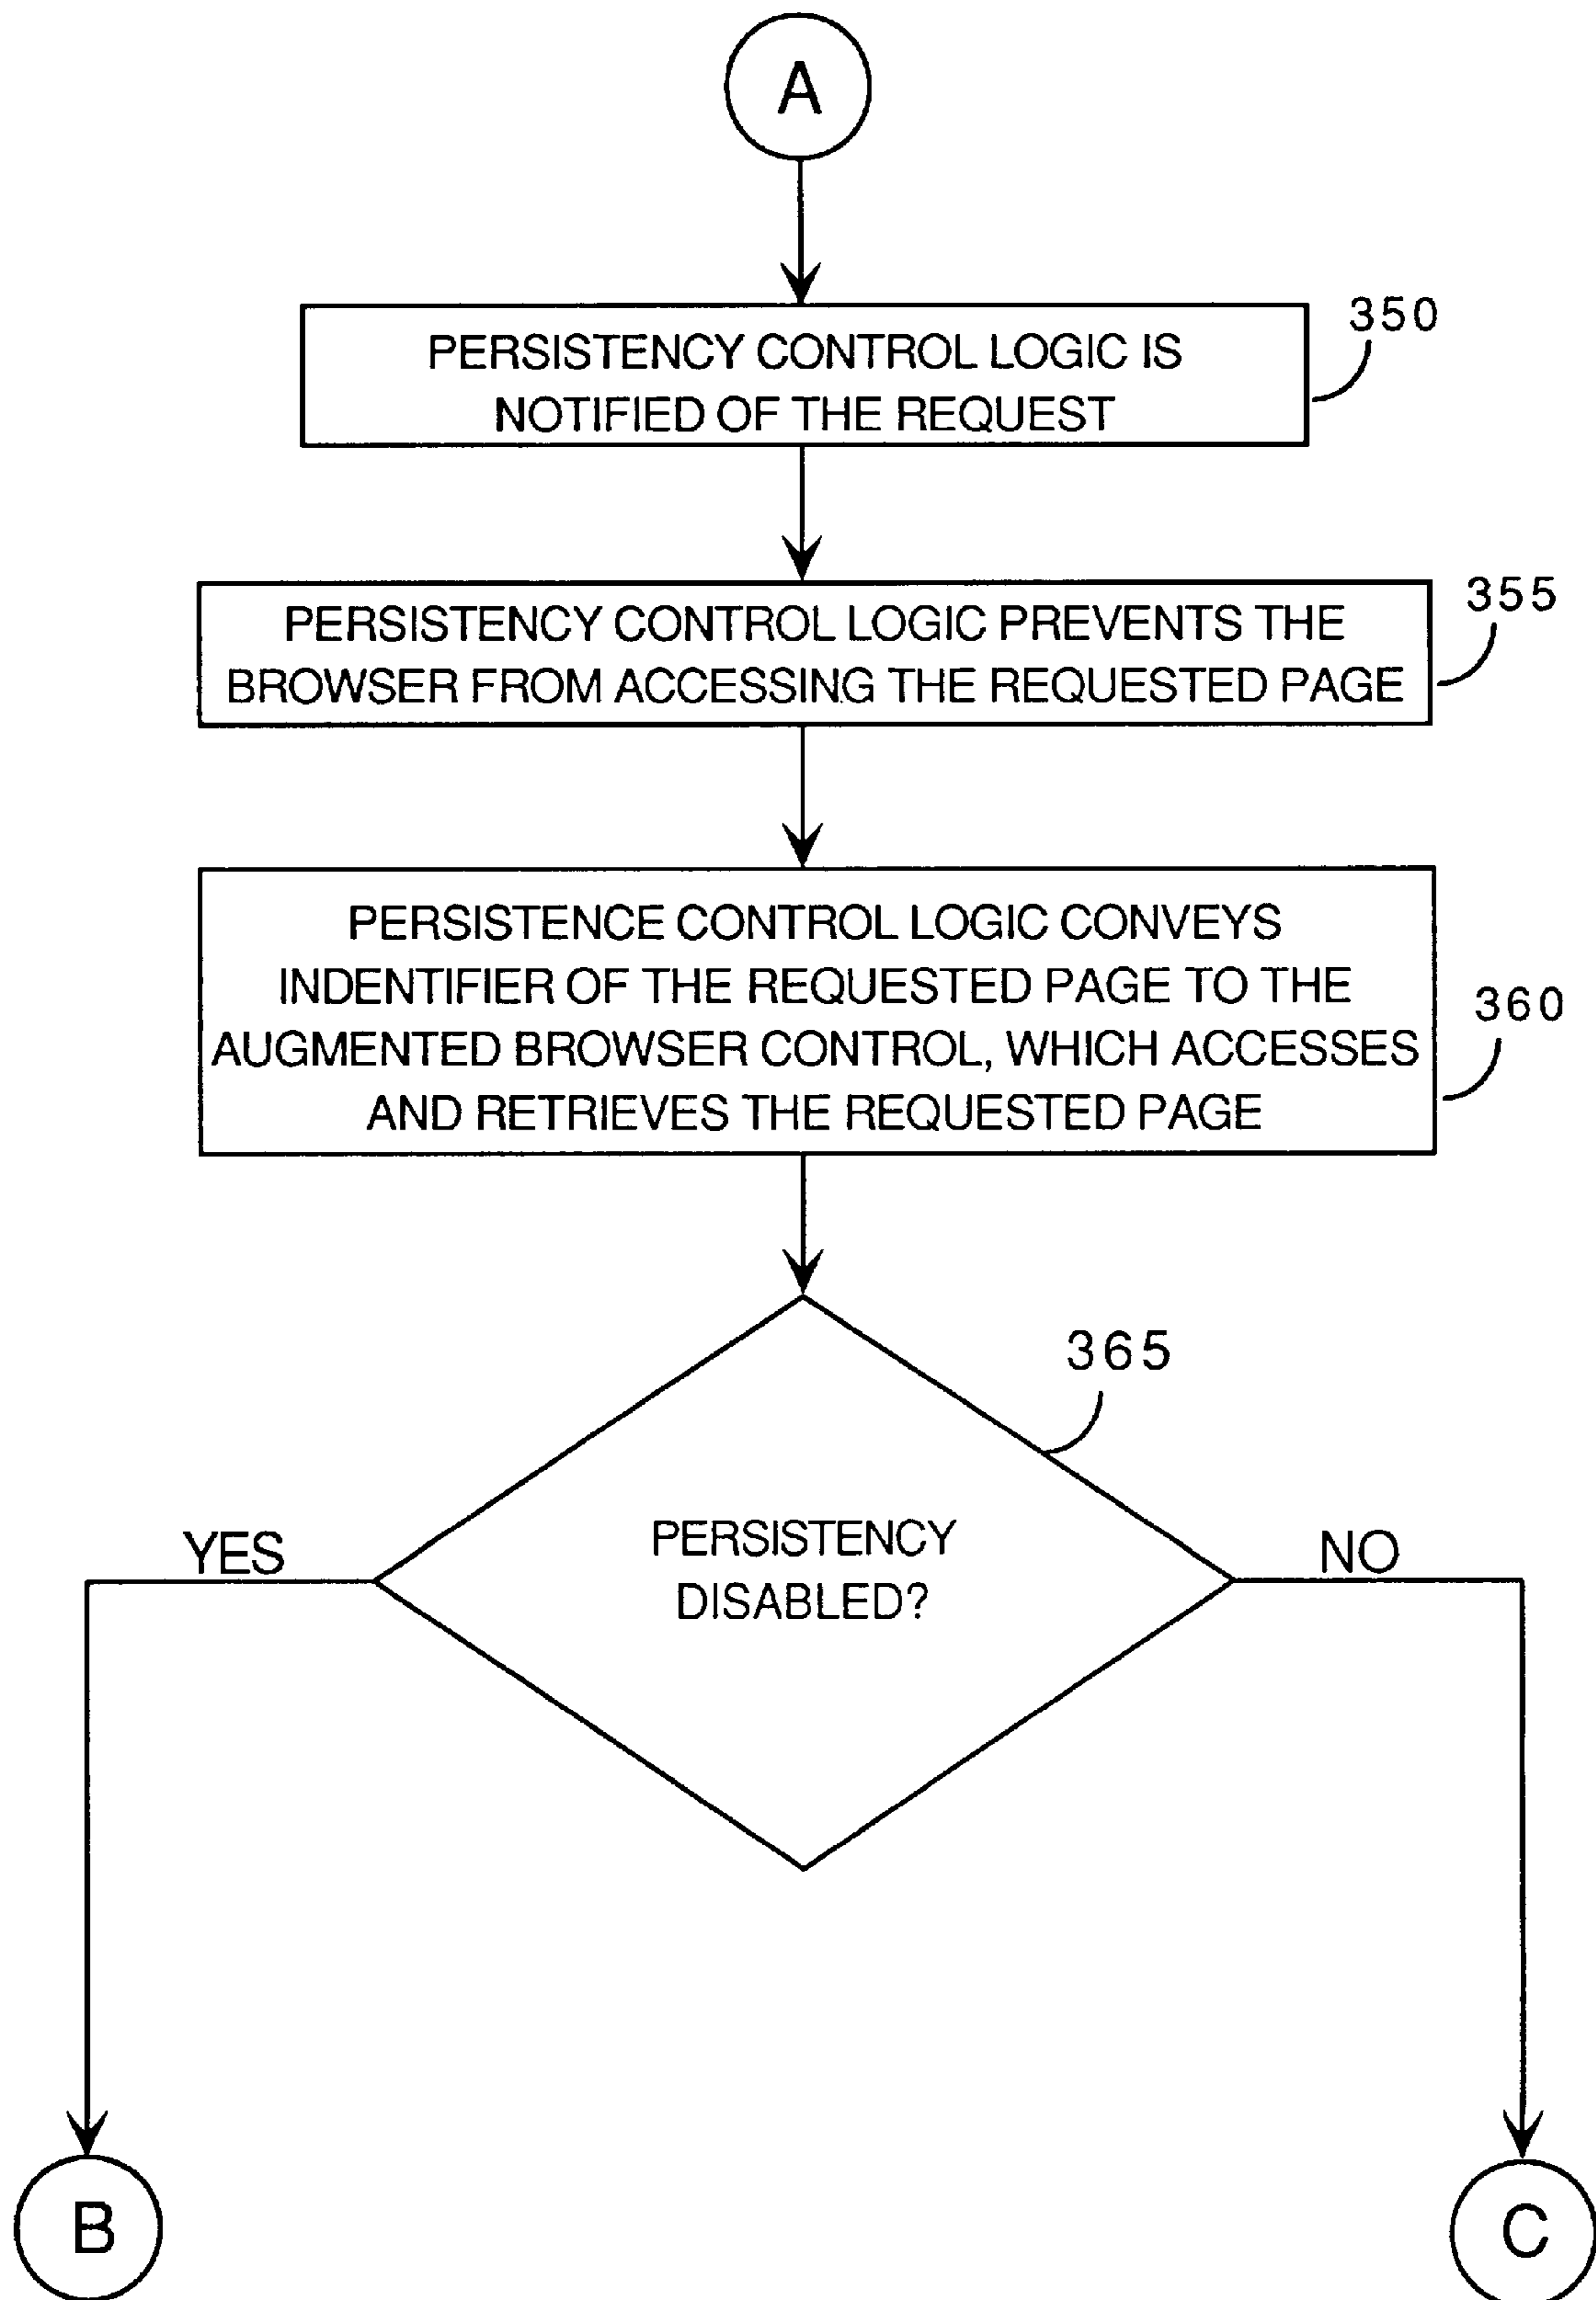 A
350
PERSISTENCY CONTROL LOGIC IS
NOTIFIED OF THE REQUEST
355
PERSISTENCY CONTROL LOGIC PREVENTS THE
BROWSER FROM ACCESSING THE REQUESTED PAGE
PERSISTENCE CONTROL LOGIC CONVEYS
INDENTIFIER OF THE REQUESTED PAGE TO THE
360
AUGMENTED BROWSER CONTROL, WHICH ACCESSES
AND RETRIEVES THE REQUESTED PAGE
365
PERSISTENCY
DISABLED?
YES
NO
B
C